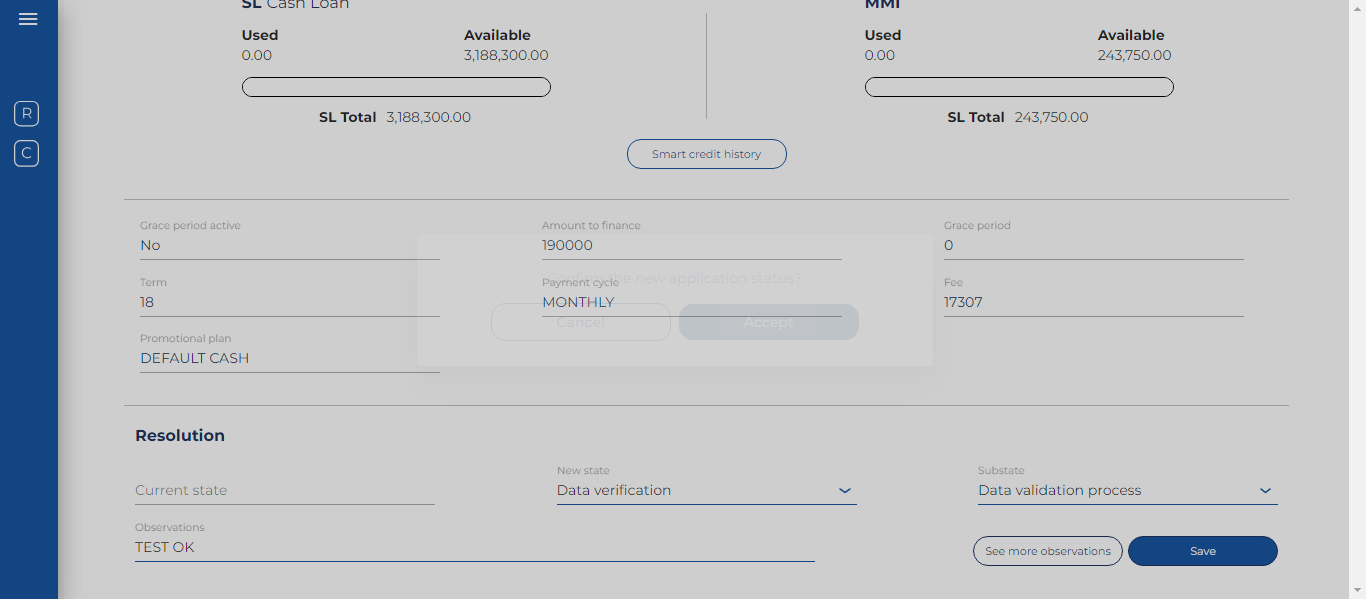 SL Cash Loan
MMI
Used Available
0.00 3,188,300.00
Used Available
0.00 243,750.00
SL Total 3,188,300.00
SL Total 243,750.00
R
C
Smart credit history
Grace period active Amount to finance Grace period
No 190000 0
Confirm the new application status?
Term Payment cycle Fee
18 MONTHLY 17307
Cancel Accept
Promotional plan
DEFAULT CASH
Resolution
New state Substate
Current state Data verification Data validation process
Observations
TEST OK
See more observations Save